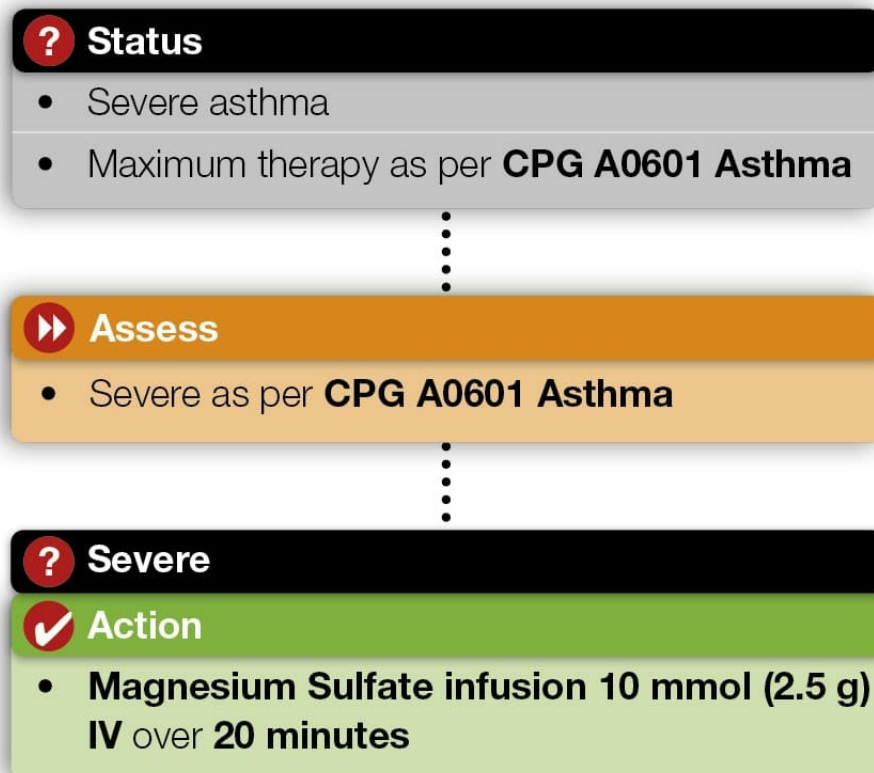 ? Status
• Severe asthma
• Maximum therapy as per CPG A0601 Asthma
Assess
• Severe as per CPG A0601 Asthma
? Severe
Action
• Magnesium Sulfate infusion 10 mmol (2.5 g)
IV over 20 minutes